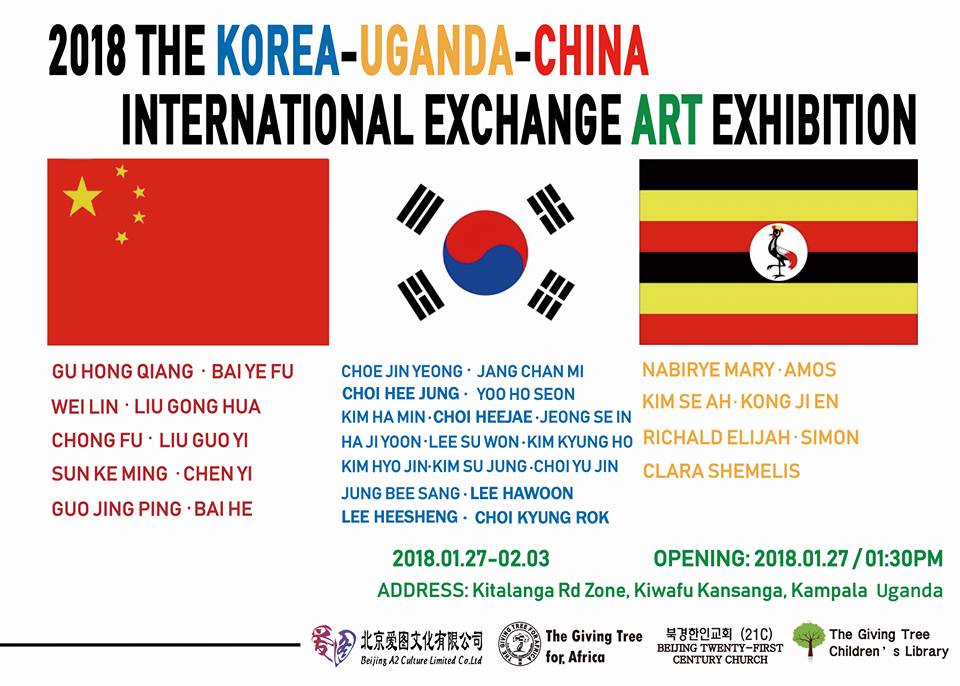 2018 THE KOREA-UGANDA-CHINA
INTERNATIONAL EXCHANGE ART EXHIBITION
GU HONG QIANG · BAI YE FU
WEI LIN · LIU GONG HUA
CHONG FU · LIU GUO YI
SUN KE MING · CHEN YI
GUO JING PING · BAI HE
CHOE JIN YEONG · JANG CHAN MI
CHOI HEE JUNG · YOO HO SEON
KIM HA MIN · CHOI HEEJAE · JEONG SE IN
HA JI YOON · LEE SU WON · KIM KYUNG HO
KIM HYO JIN · KIM SU JUNG · CHOI YU JIN
JUNG BEE SANG · LEE HAWOON
LEE HEESHENG · CHOI KYUNG ROK
NABIRYE MARY · AMOS
KIM SE AH · KONG JI EN
RICHALD ELIJAH · SIMON
CLARA SHEMELIS
2018.01.27-02.03
OPENING: 2018.01.27 / 01:30PM
ADDRESS: Kitalanga Rd Zone, Kiwafu Kansanga, Kampala Uganda
爱图
北京爱图文化有限公司
Beijing A2 Culture Limited Co.Ltd
THE GIVING TREE FOR AFRICA
The Giving Tree
for Africa
북경한인교회 (21C)
BEIJING TWENTY-FIRST
CENTURY CHURCH
The Giving Tree
Children's Library